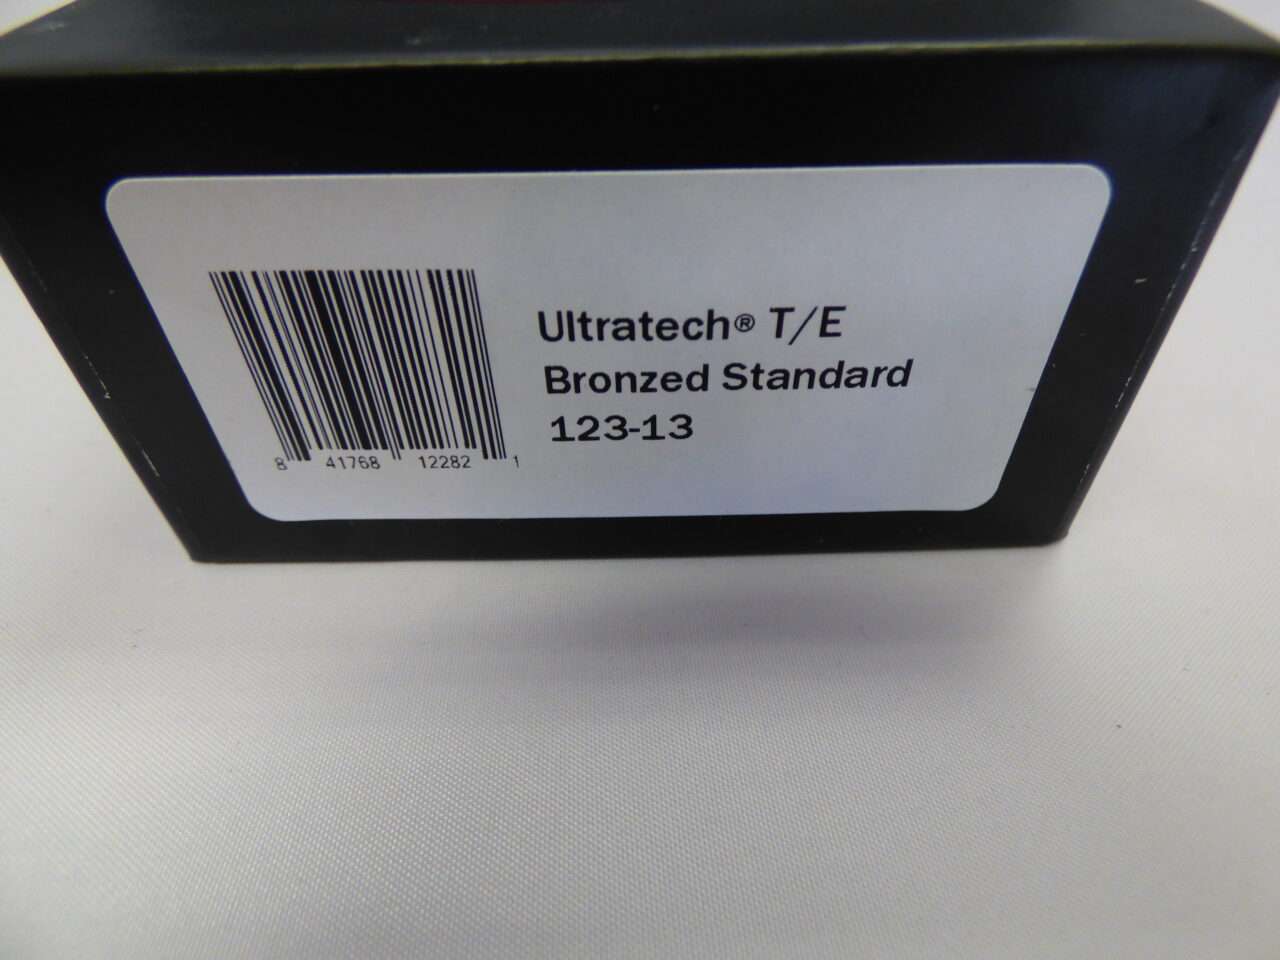 Ultratech® T/E
Bronzed Standard
123-13
8 41768 12282 1